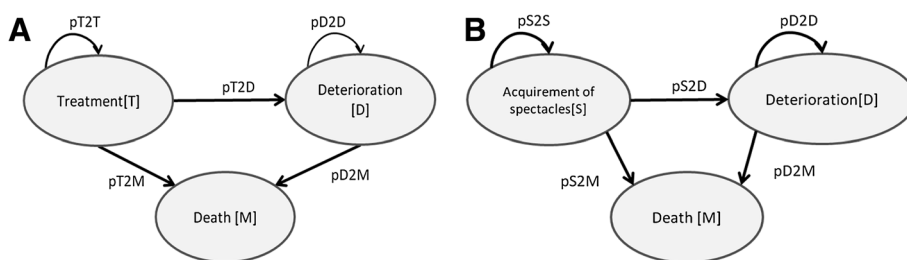 A
pT2T
Treatment[T]
pT2D
pD2D
Deterioration
[D]
pT2M
pD2M
Death [M]
B
pS2S
Acquirement of
spectacles[S]
pS2D
pD2D
Deterioration[D]
pS2M
pD2M
Death [M]